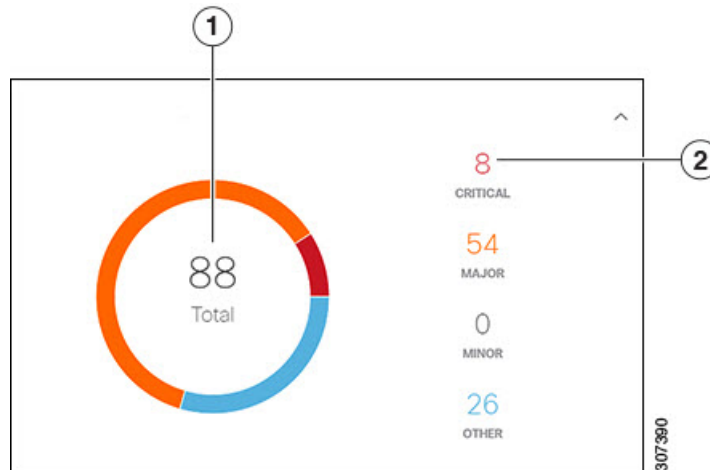 1
8
2
CRITICAL
54
MAJOR
88
Total
0
MINOR
26
OTHER
307390